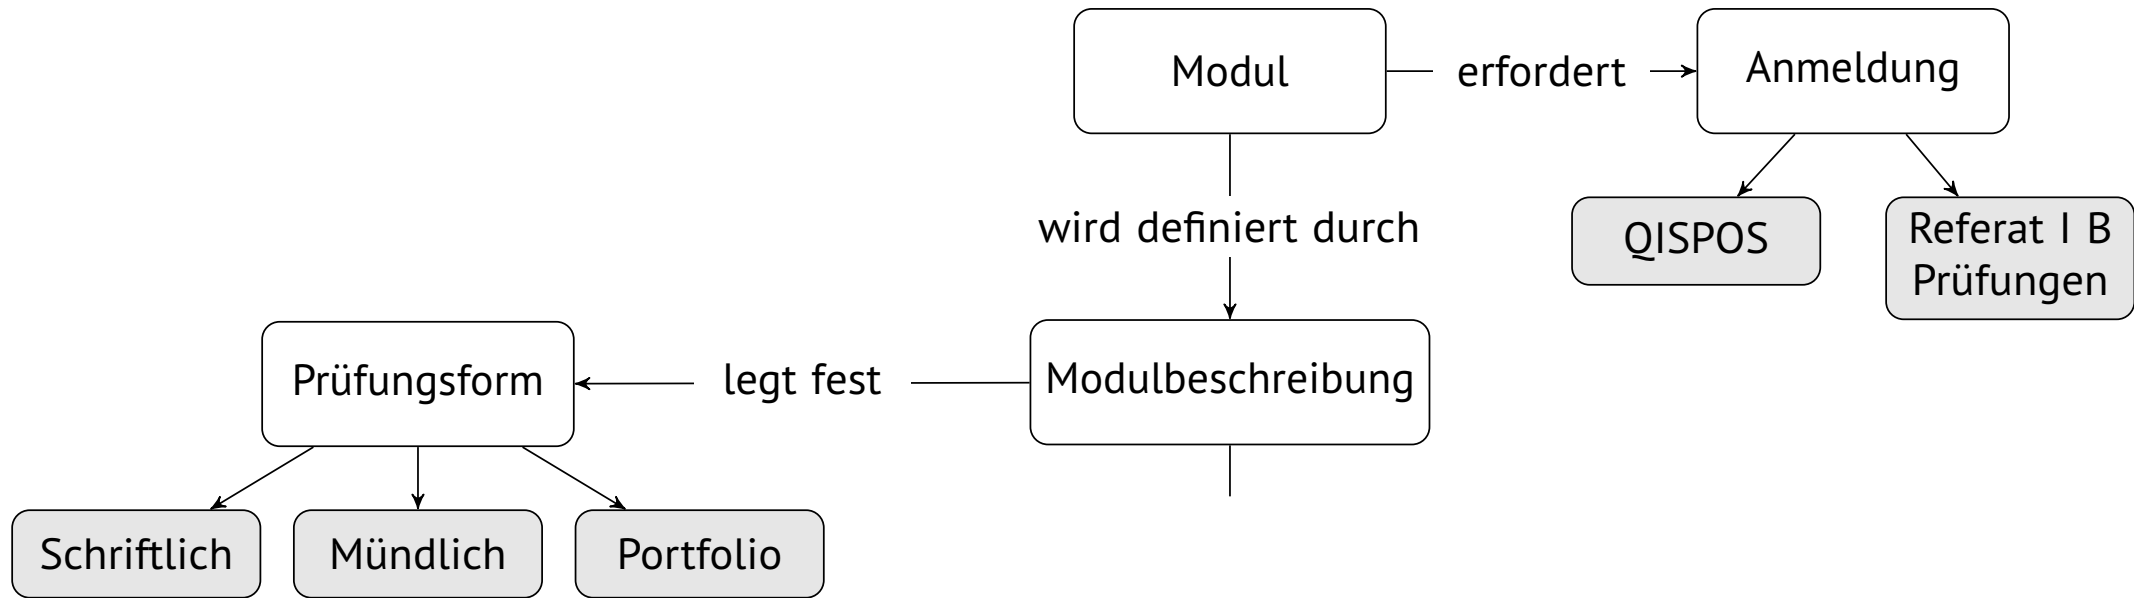 Modul
erfordert
Anmeldung
wird definiert durch
QISPOS
Referat I B
Prüfungen
Prüfungsform
legt fest
Modulbeschreibung
Schriftlich
Mündlich
Portfolio